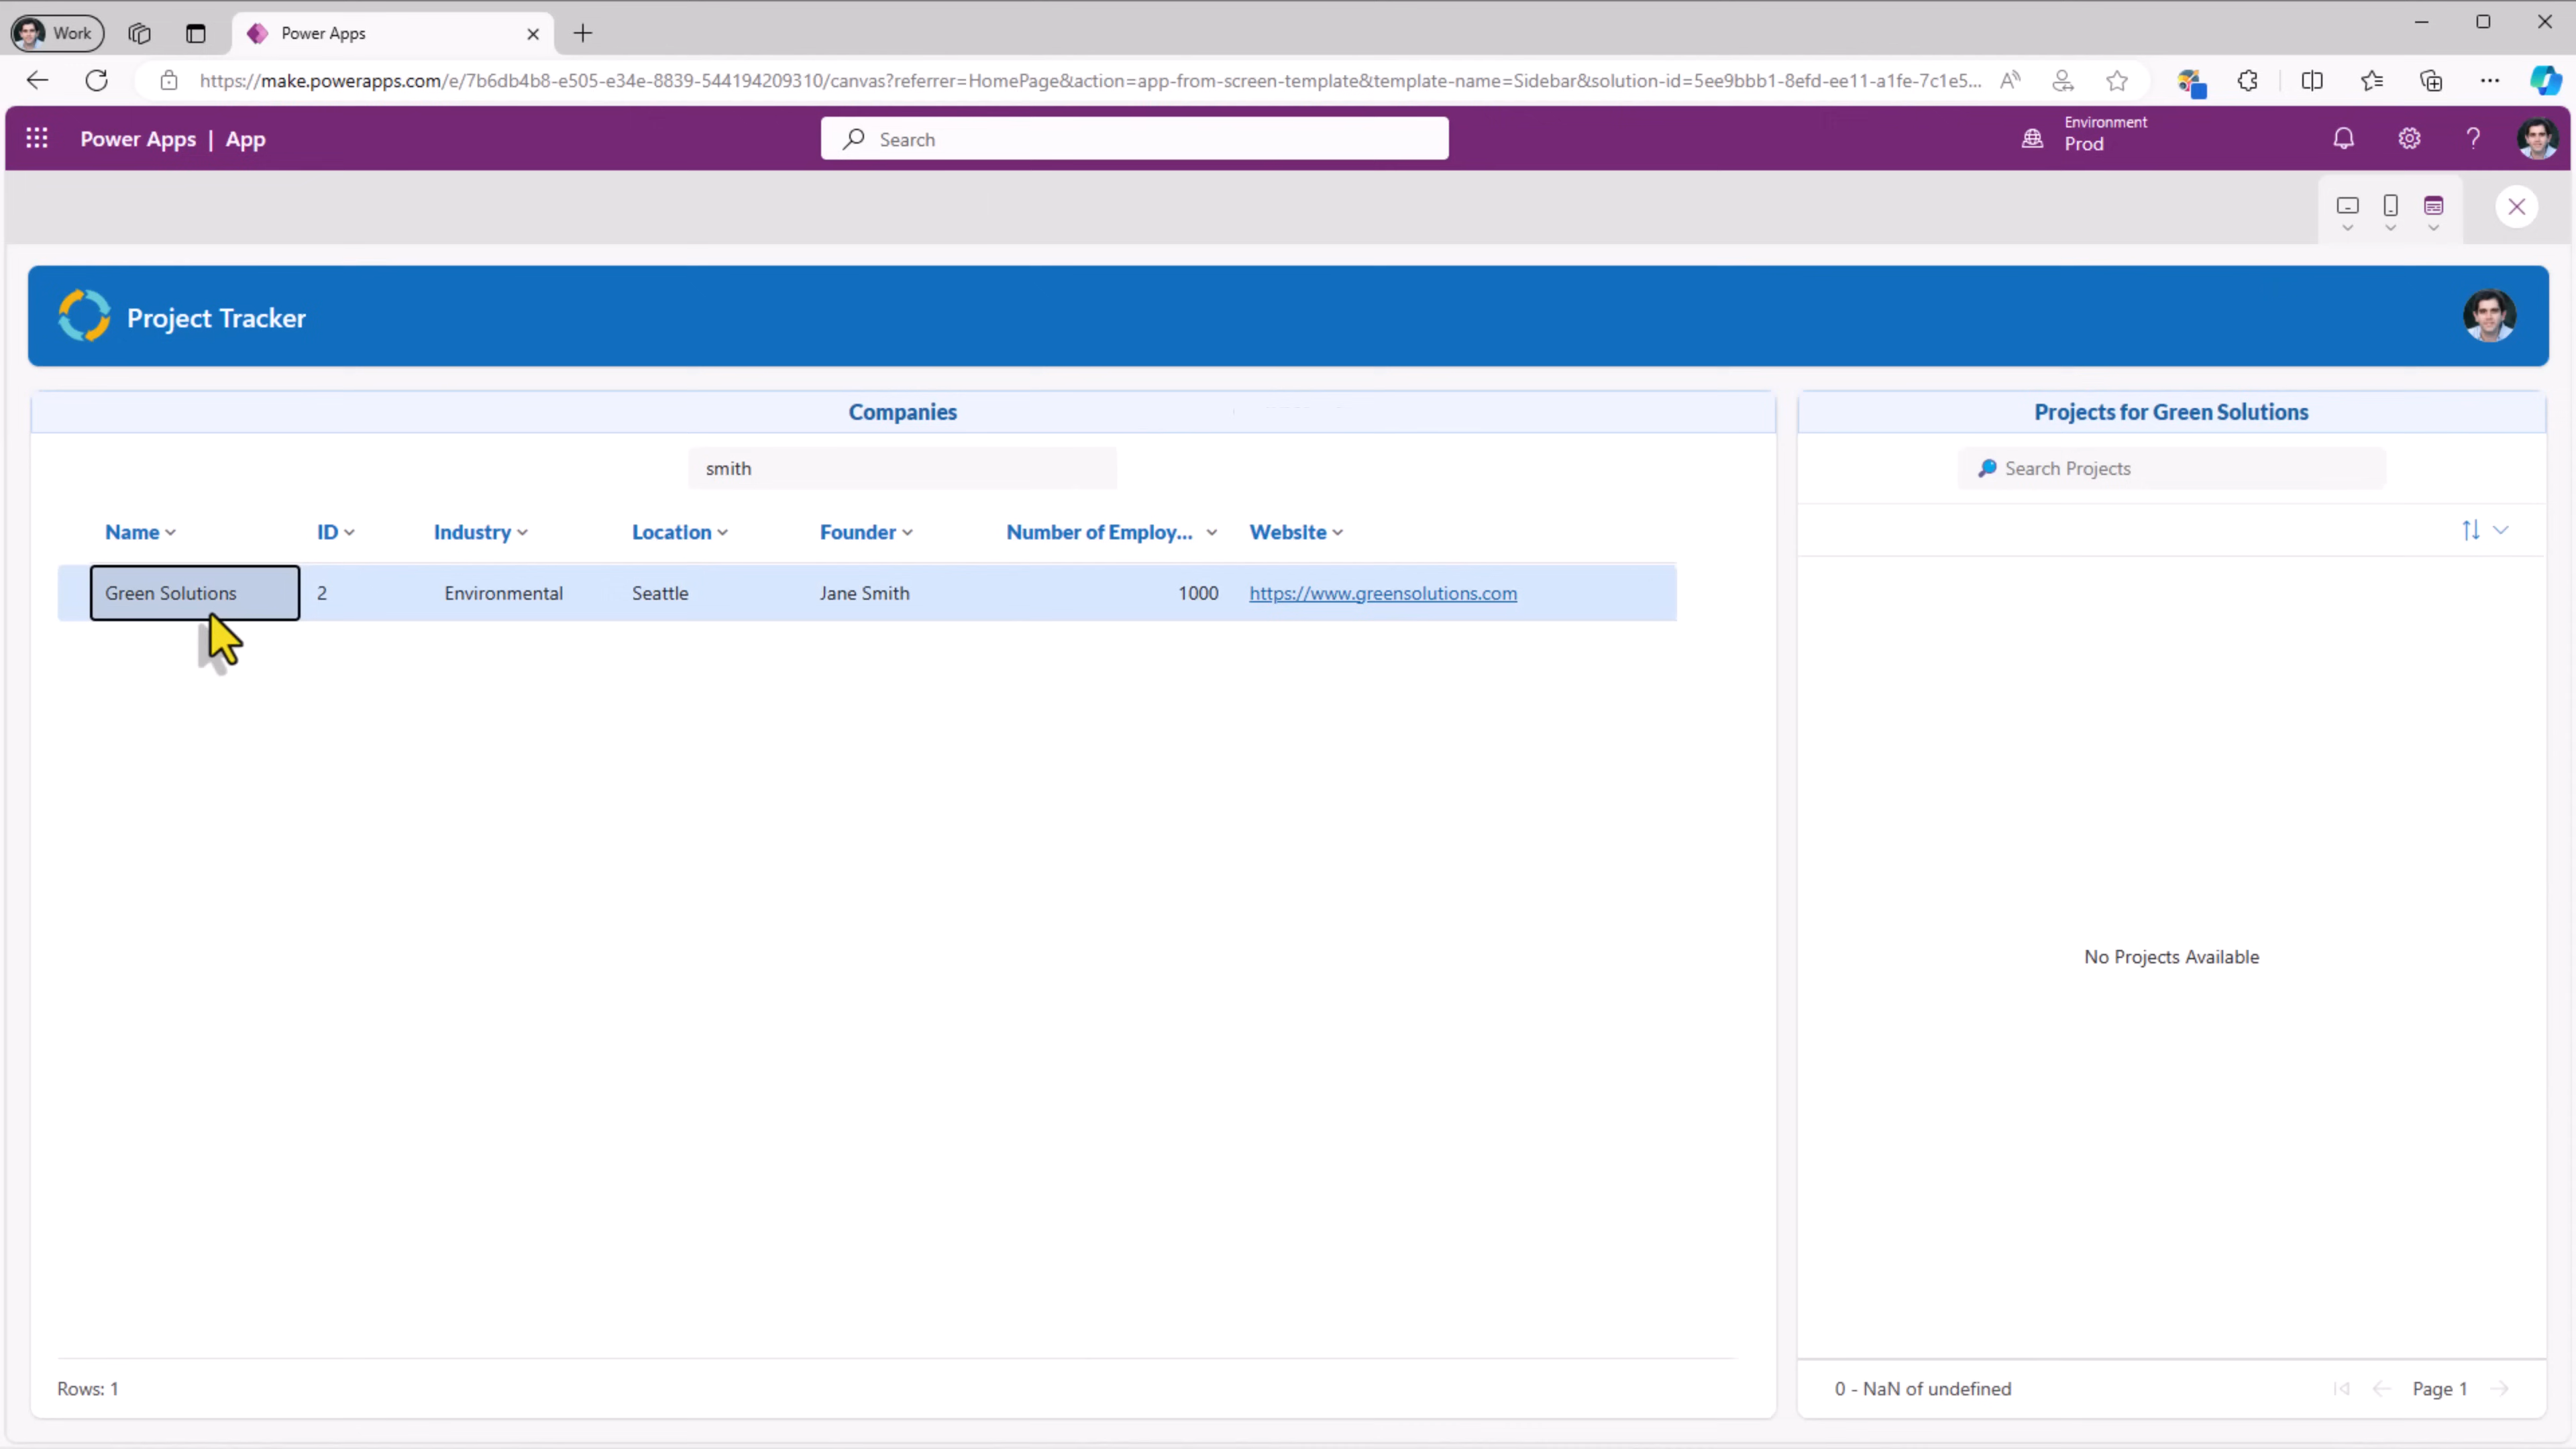 Work
Power Apps
https://make.powerapps.com/e/7b6db4b8-e505-e34e-8839-544194209310/canvas?referrer=HomePage&action=app-from-screen-template&template-name=Sidebar&solution-id=5ee9bbb1-8efd-ee11-a1fe-7c1e5...
Power Apps | App
Search
Environment
Prod
Project Tracker
Companies
smith
Name ID Industry Location Founder Number of Employ... Website
Green Solutions 2 Environmental Seattle Jane Smith 1000 https://www.greensolutions.com
Rows: 1
Projects for Green Solutions
Search Projects
No Projects Available
0 - NaN of undefined
Page 1